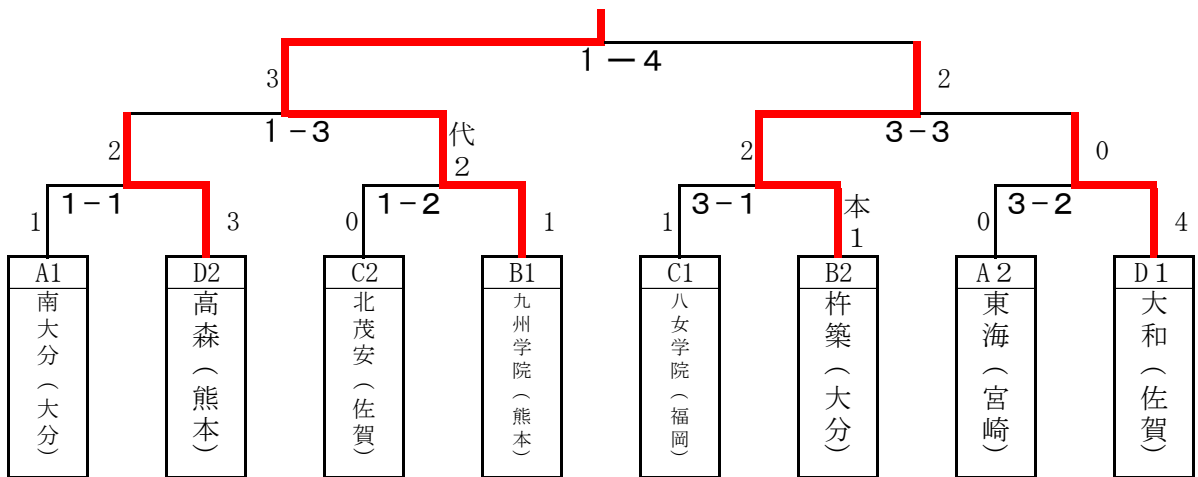 1－4
3
2
1－3
3－3
2
代
2
2
0
1－1
1－2
3－1
3－2
1
3
0
1
1
本
1
0
4
A1
D2
C2
B1
C1
B2
A２
D１
南大分（大分）
高森（熊本）
北茂安（佐賀）
九州学院（熊本）
八女学院（福岡）
杵築（大分）
東海（宮崎）
大和（佐賀）